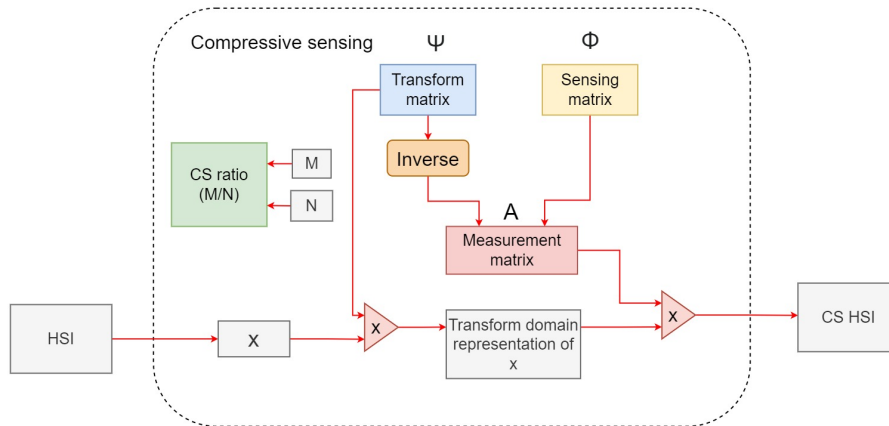 Compressive sensing
Ψ
Φ
Transform
matrix
Sensing
matrix
Inverse
CS ratio
(M/N)
M
N
A
Measurement
matrix
HSI
x
x
Transform domain
representation of
x
x
CS HSI